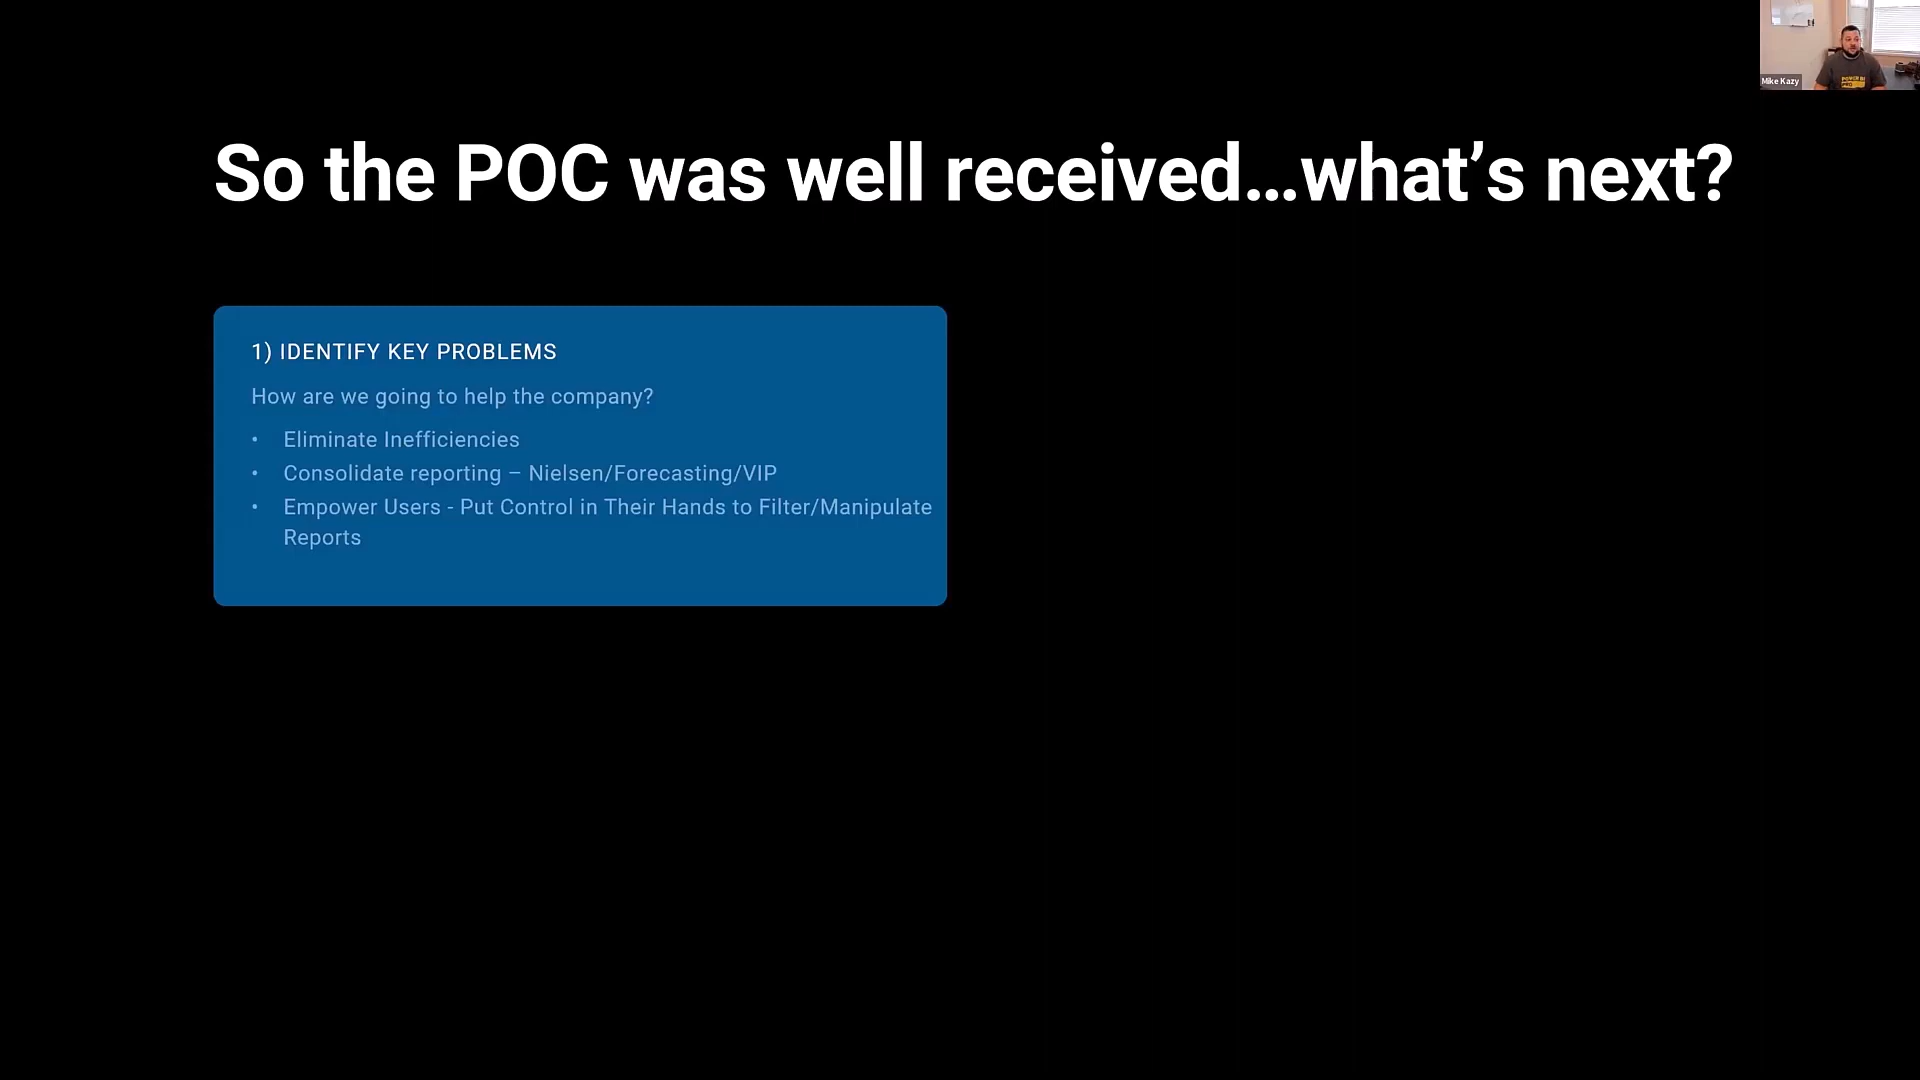 Mike Kazy
So the POC was well received...what’s next?
1) IDENTIFY KEY PROBLEMS
How are we going to help the company?
• Eliminate Inefficiencies
• Consolidate reporting – Nielsen/Forecasting/VIP
• Empower Users - Put Control in Their Hands to Filter/Manipulate
Reports
POWER BI